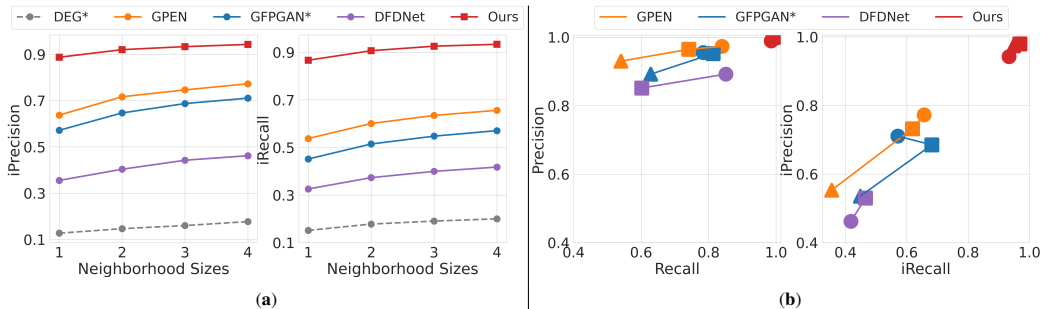 DEG* GPEN GFPGAN* DFDNet Ours
iPrecision
0.9
0.7
0.5
0.3
0.1
1 2 3 4
Neighborhood Sizes
iRecall
0.9
0.7
0.5
0.3
0.1
1 2 3 4
Neighborhood Sizes
(a)
GPEN GFPGAN* DFDNet Ours
Precision
1.0
0.8
0.6
0.4
0.4 0.6 0.8 1.0
Recall
iPrecision
1.0
0.8
0.6
0.4
0.4 0.6 0.8 1.0
iRecall
(b)